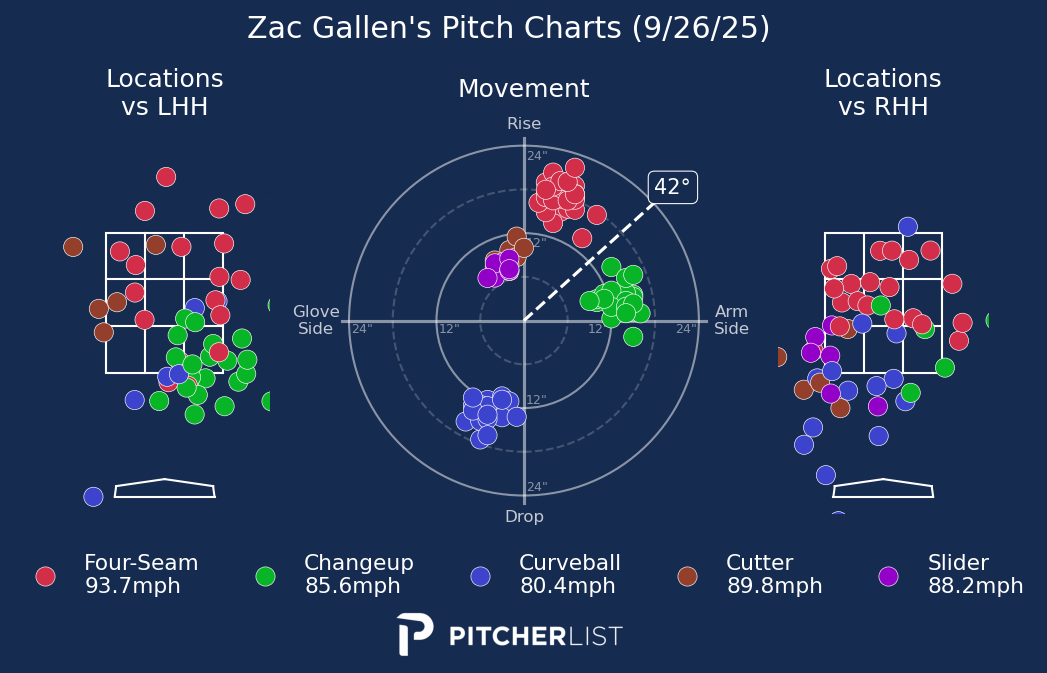 Zac Gallen's Pitch Charts (9/26/25)
Locations
vs LHH
Movement
Locations
vs RHH
Rise
24"
42°
12"
Glove
Side
24"
12"
12"
24"
Arm
Side
12"
24"
Drop
Four-Seam
93.7mph
Changeup
85.6mph
Curveball
80.4mph
Cutter
89.8mph
Slider
88.2mph
PITCHERLIST